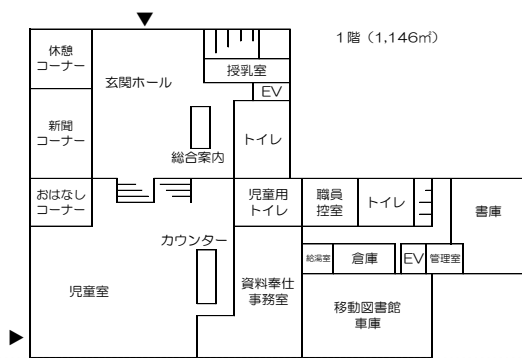 1階（1,146㎡）
休憩
コーナー
玄関ホール
授乳室
EV
新聞
コーナー
総合案内
トイレ
おはなし
コーナー
児童用
トイレ
職員
控室
トイレ
書庫
カウンター
児童室
資料奉仕
事務室
給湯室
倉庫
EV
管理室
移動図書館
車庫